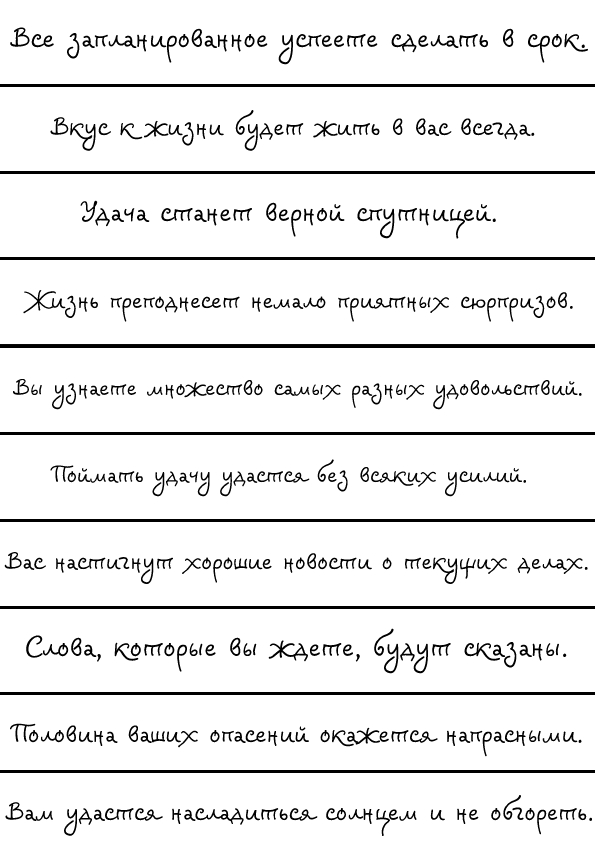 Все запланированное успеете сделать в срок.
Вкус к жизни будет жить в вас всегда.
Удача станет верной спутницей.
Жизнь преподнесет немало приятных сюрпризов.
Вы узнаете множество самых разных удовольствий.
Поймать удачу удастся без всяких усилий.
Вас настигнут хорошие новости о текущих делах.
Слова, которые вы ждете, будут сказаны.
Половина ваших опасений окажется напрасными.
Вам удастся насладиться солнцем и не обгореть.